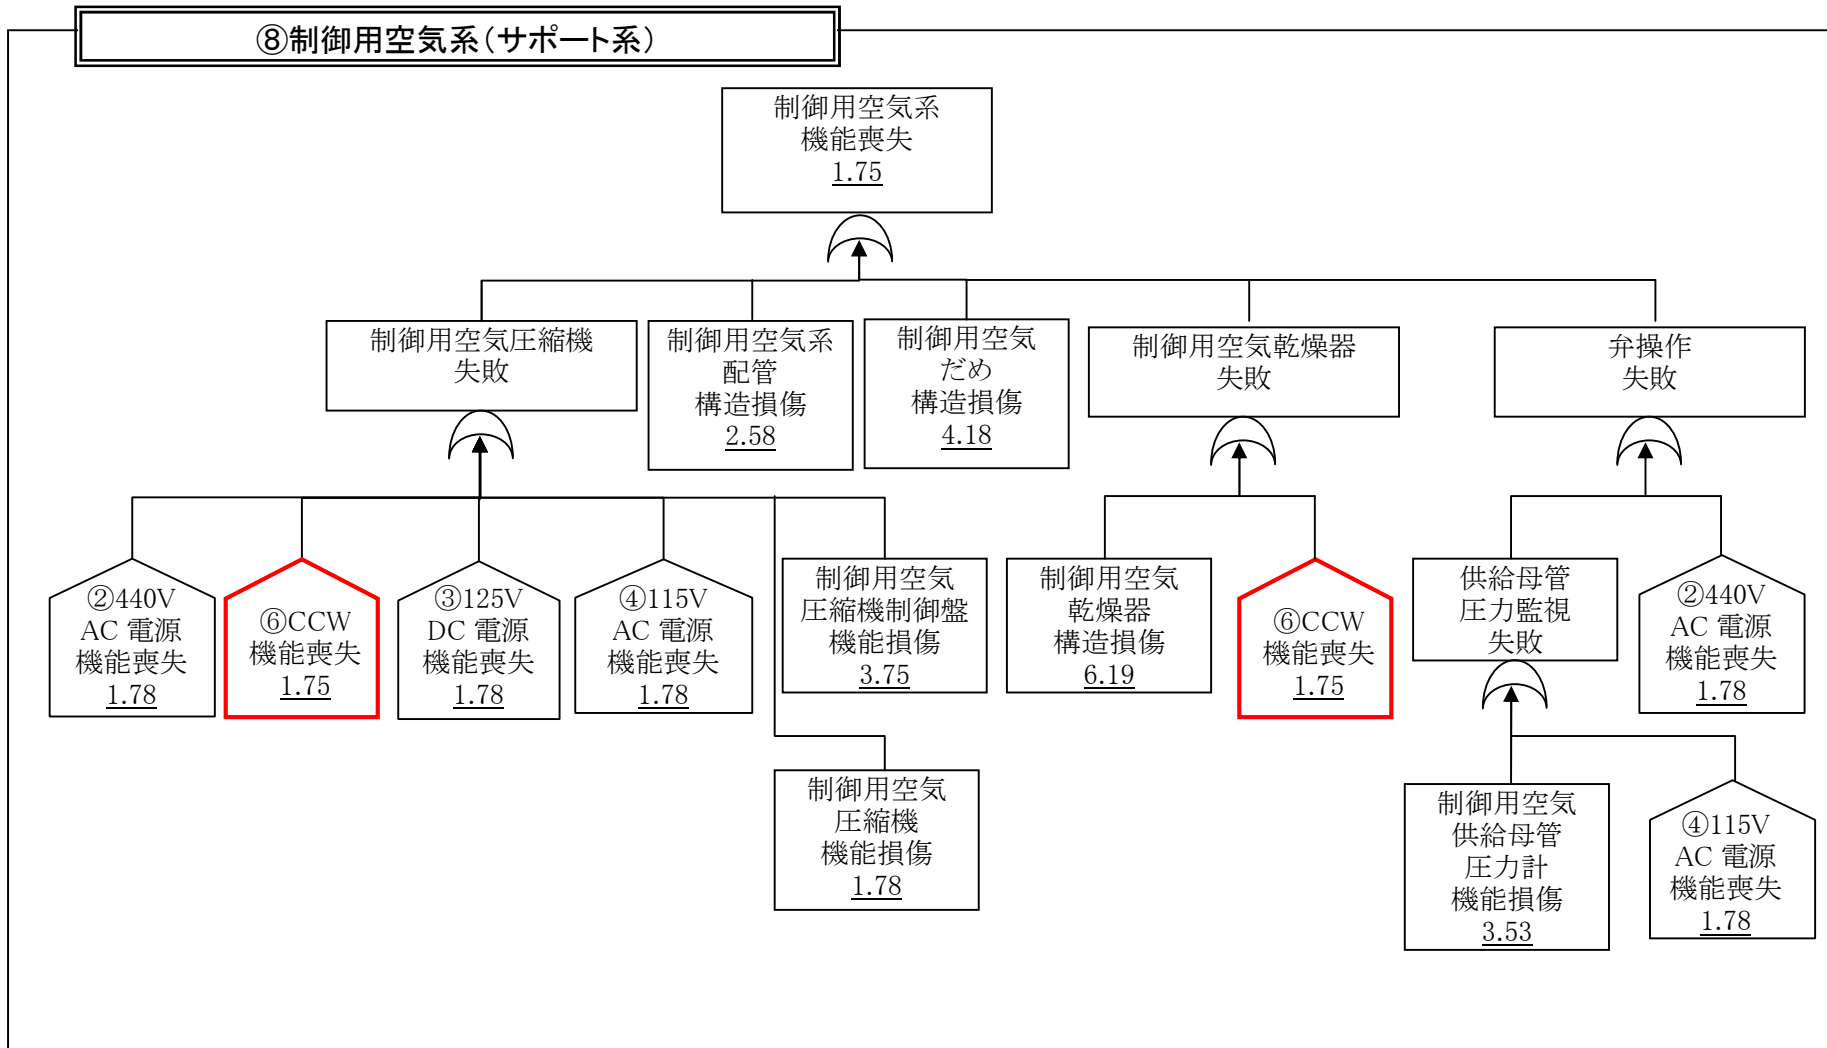 ⑧制御用空気系(サポート系)
制御用空気系
機能喪失
1.75
制御用空気圧縮機
失敗
制御用空気系
配管
構造損傷
2.58
制御用空気
だめ
構造損傷
4.18
制御用空気乾燥器
失敗
弁操作
失敗
②440V
AC 電源
機能喪失
1.78
⑥CCW
機能喪失
1.75
③125V
DC 電源
機能喪失
1.78
④115V
AC 電源
機能喪失
1.78
制御用空気
圧縮機制御盤
機能損傷
3.75
制御用空気
乾燥器
構造損傷
6.19
⑥CCW
機能喪失
1.75
供給母管
圧力監視
失敗
②440V
AC 電源
機能喪失
1.78
制御用空気
圧縮機
機能損傷
1.78
制御用空気
供給母管
圧力計
機能損傷
3.53
④115V
AC 電源
機能喪失
1.78